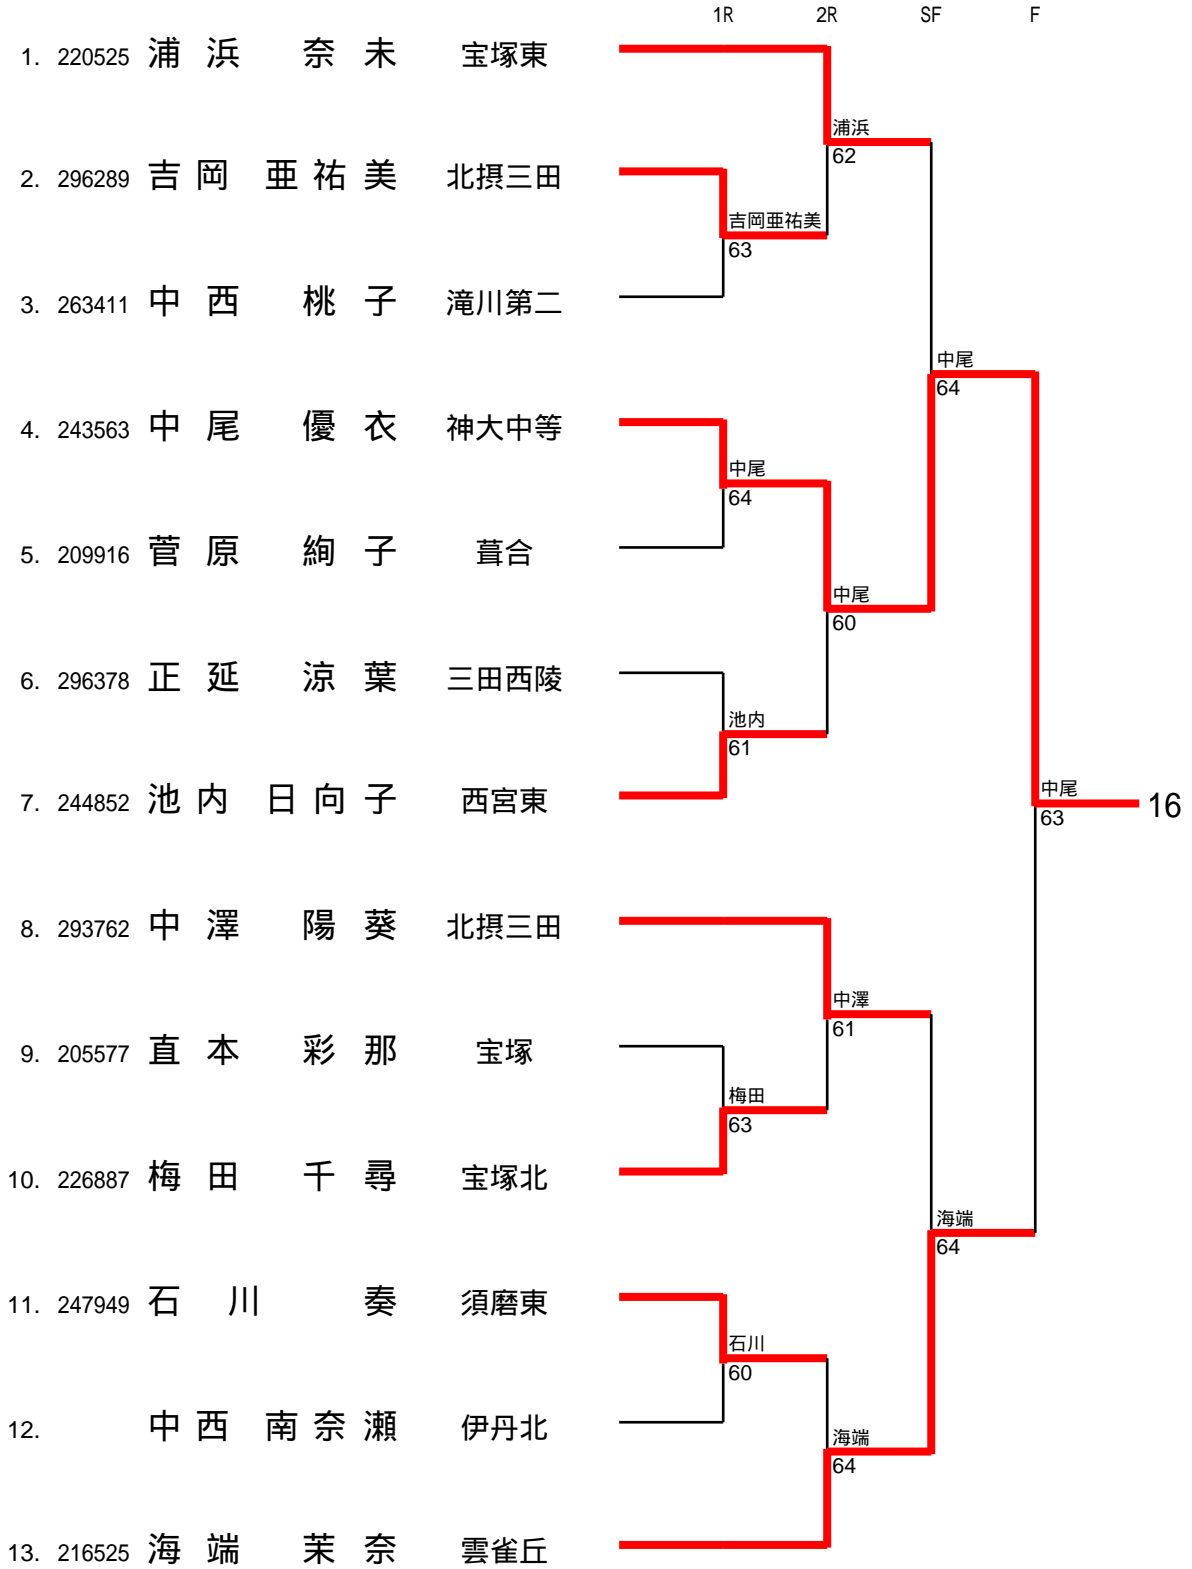 1R 2R SF F
1. 220525 浦浜 奈未 宝塚東
浦浜
62
2. 296289 吉岡 亜祐美 北摂三田
吉岡亜祐美
63
3. 263411 中西 桃子 滝川第二
中尾
64
4. 243563 中尾 優衣 神大中等
中尾
64
5. 209916 菅原 絢子 葺合
中尾
60
6. 296378 正延 涼葉 三田西陵
池内
61
7. 244852 池内 日向子 西宮東
中尾
63
16
8. 293762 中澤 陽葵 北摂三田
中澤
61
9. 205577 直本 彩那 宝塚
梅田
63
10. 226887 梅田 千尋 宝塚北
海端
64
11. 247949 石川 奏 須磨東
石川
60
12. 中西 南奈瀬 伊丹北
海端
64
13. 216525 海端 茉奈 雲雀丘